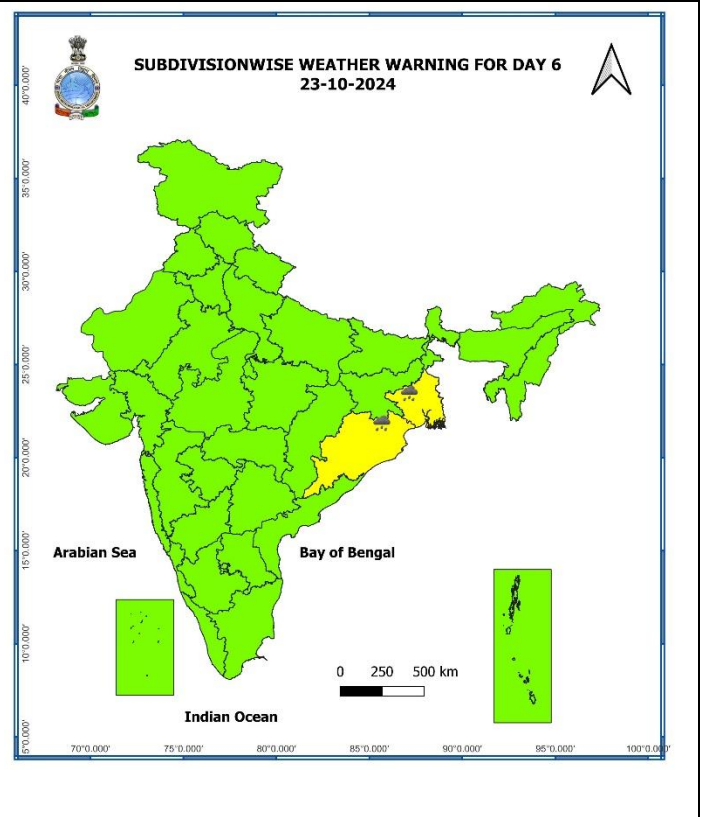 SUBDIVISIONWISE WEATHER WARNING FOR DAY 6
23-10-2024
40°0.000'
35°0.000'
30°0.000'
25°0.000'
20°0.000'
15°0.000'
10°0.000'
5°0.000'
Arabian Sea
Bay of Bengal
0 250 500 km
Indian Ocean
70°0.000' 75°0.000' 80°0.000' 85°0.000' 90°0.000' 95°0.000' 100°0.000'